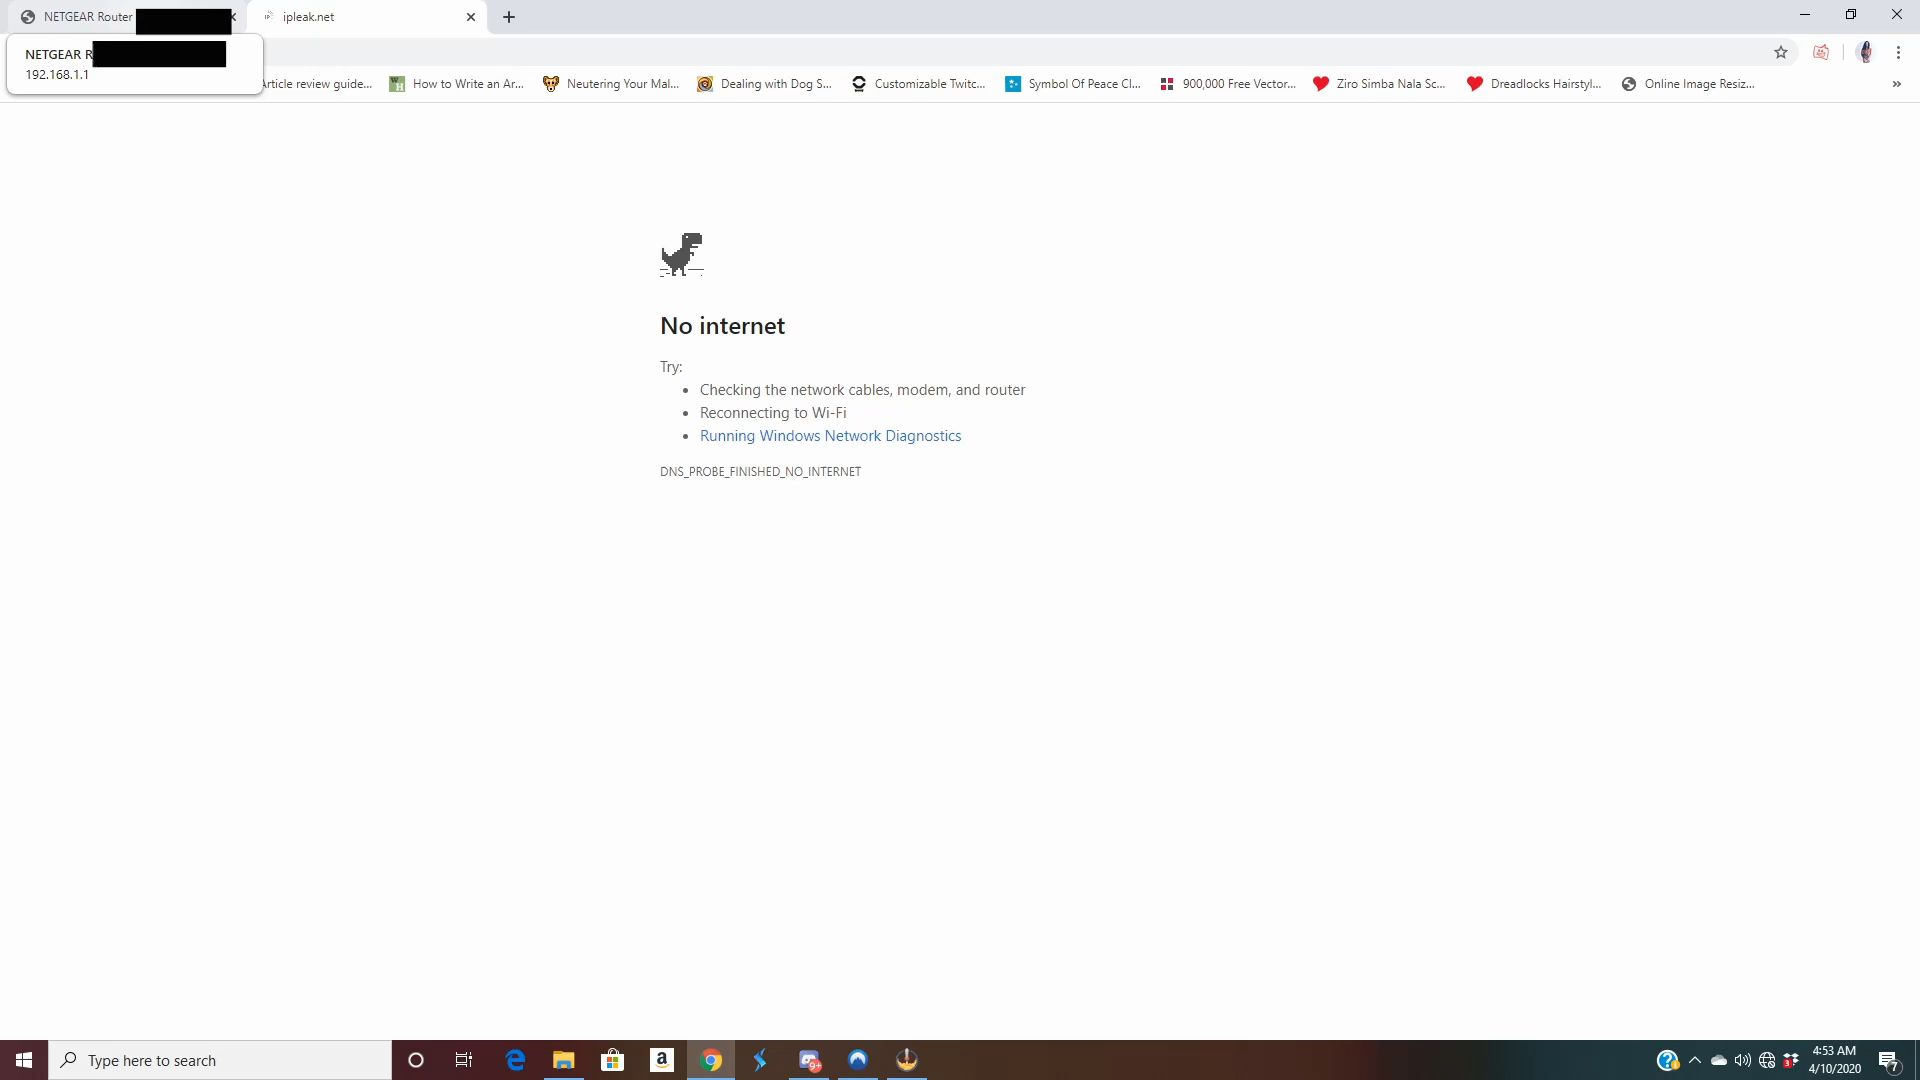 NETGEAR Router
ipleak.net
NETGEAR R
192.168.1.1
Article review guide...
How to Write an Ar...
Neutering Your Mal...
Dealing with Dog S...
Customizable Twitc...
Symbol Of Peace Cl...
900,000 Free Vector...
Ziro Simba Nala Sc...
Dreadlocks Hairstyl...
Online Image Resiz...
»
No internet
Try:
• Checking the network cables, modem, and router
• Reconnecting to Wi-Fi
• Running Windows Network Diagnostics
DNS_PROBE_FINISHED_NO_INTERNET
Type here to search
9+
3
4:53 AM
4/10/2020
7